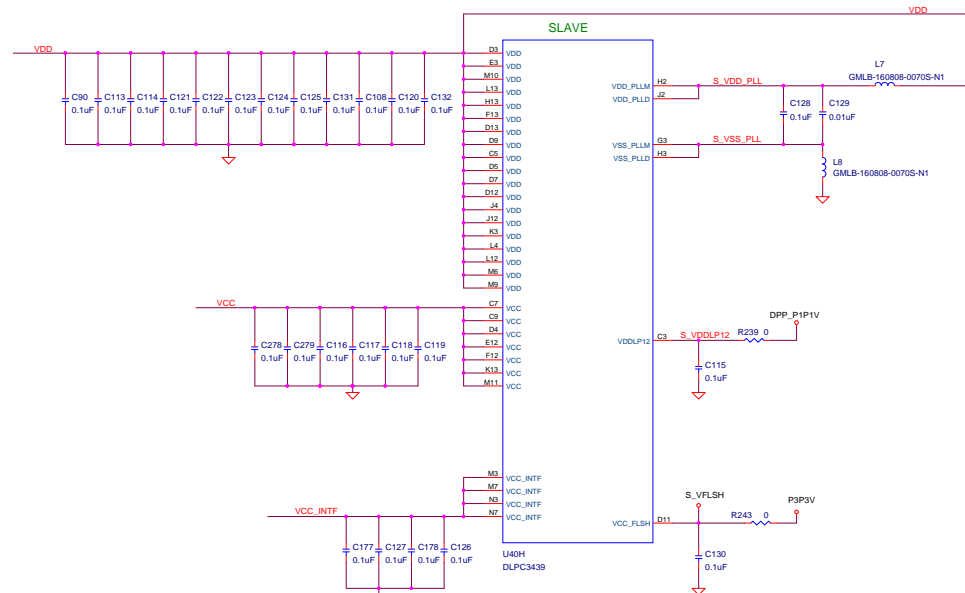 VDD
SLAVE
VDD
D3 VDD
E3 VDD
M10 VDD
L13 VDD
H13 VDD
F13 VDD
D13 VDD
D9 VDD
C5 VDD
D5 VDD
D7 VDD
D12 VDD
J4 VDD
J12 VDD
K3 VDD
L4 VDD
L12 VDD
M6 VDD
M9 VDD
C90
0.1uF
C113
0.1uF
C114
0.1uF
C121
0.1uF
C122
0.1uF
C123
0.1uF
C124
0.1uF
C125
0.1uF
C131
0.1uF
C108
0.1uF
C120
0.1uF
C132
0.1uF
VDD_PLLM H2 S_VDD_PLL
VDD_PLLD J2
L7
GMLB-160808-0070S-N1
C128
0.1uF
C129
0.01uF
VSS_PLLM G3 S_VSS_PLL
VSS_PLLD H3
L8
GMLB-160808-0070S-N1
VCC
C7 VCC
C9 VCC
D4 VCC
E12 VCC
F12 VCC
K13 VCC
M11 VCC
C278
0.1uF
C279
0.1uF
C116
0.1uF
C117
0.1uF
C118
0.1uF
C119
0.1uF
DPP_P1P1V
VDDLP12 C3 S_VDDLP12 R239 0
C115
0.1uF
M3 VCC_INTF
M7 VCC_INTF
N3 VCC_INTF
N7 VCC_INTF
VCC_INTF
C177
0.1uF
C127
0.1uF
C178
0.1uF
C126
0.1uF
S_VFLSH
P3P3V
VCC_FLSH D11 R243 0
C130
0.1uF
U40H
DLPC3439